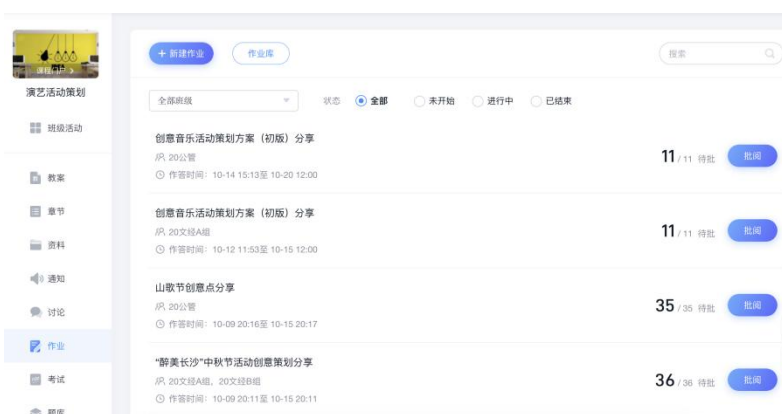 课程门户 >
演艺活动策划
班级活动
教案
章节
资料
通知
讨论
作业
考试
题库
+ 新建作业
作业库
搜索
全部班级
状态
全部
未开始
进行中
已结束
创意音乐活动策划方案（初版）分享
20公管
作答时间：10-14 15:13至 10-20 12:00
11 / 11 待批
批阅
创意音乐活动策划方案（初版）分享
20文经A组
作答时间：10-12 11:53至 10-15 12:00
11 / 11 待批
批阅
山歌节创意点分享
20公管
作答时间：10-09 20:16至 10-15 20:17
35 / 35 待批
批阅
“醉美长沙”中秋节活动创意策划分享
20文经A组、20文经B组
作答时间：10-09 20:11至 10-15 20:11
36 / 36 待批
批阅